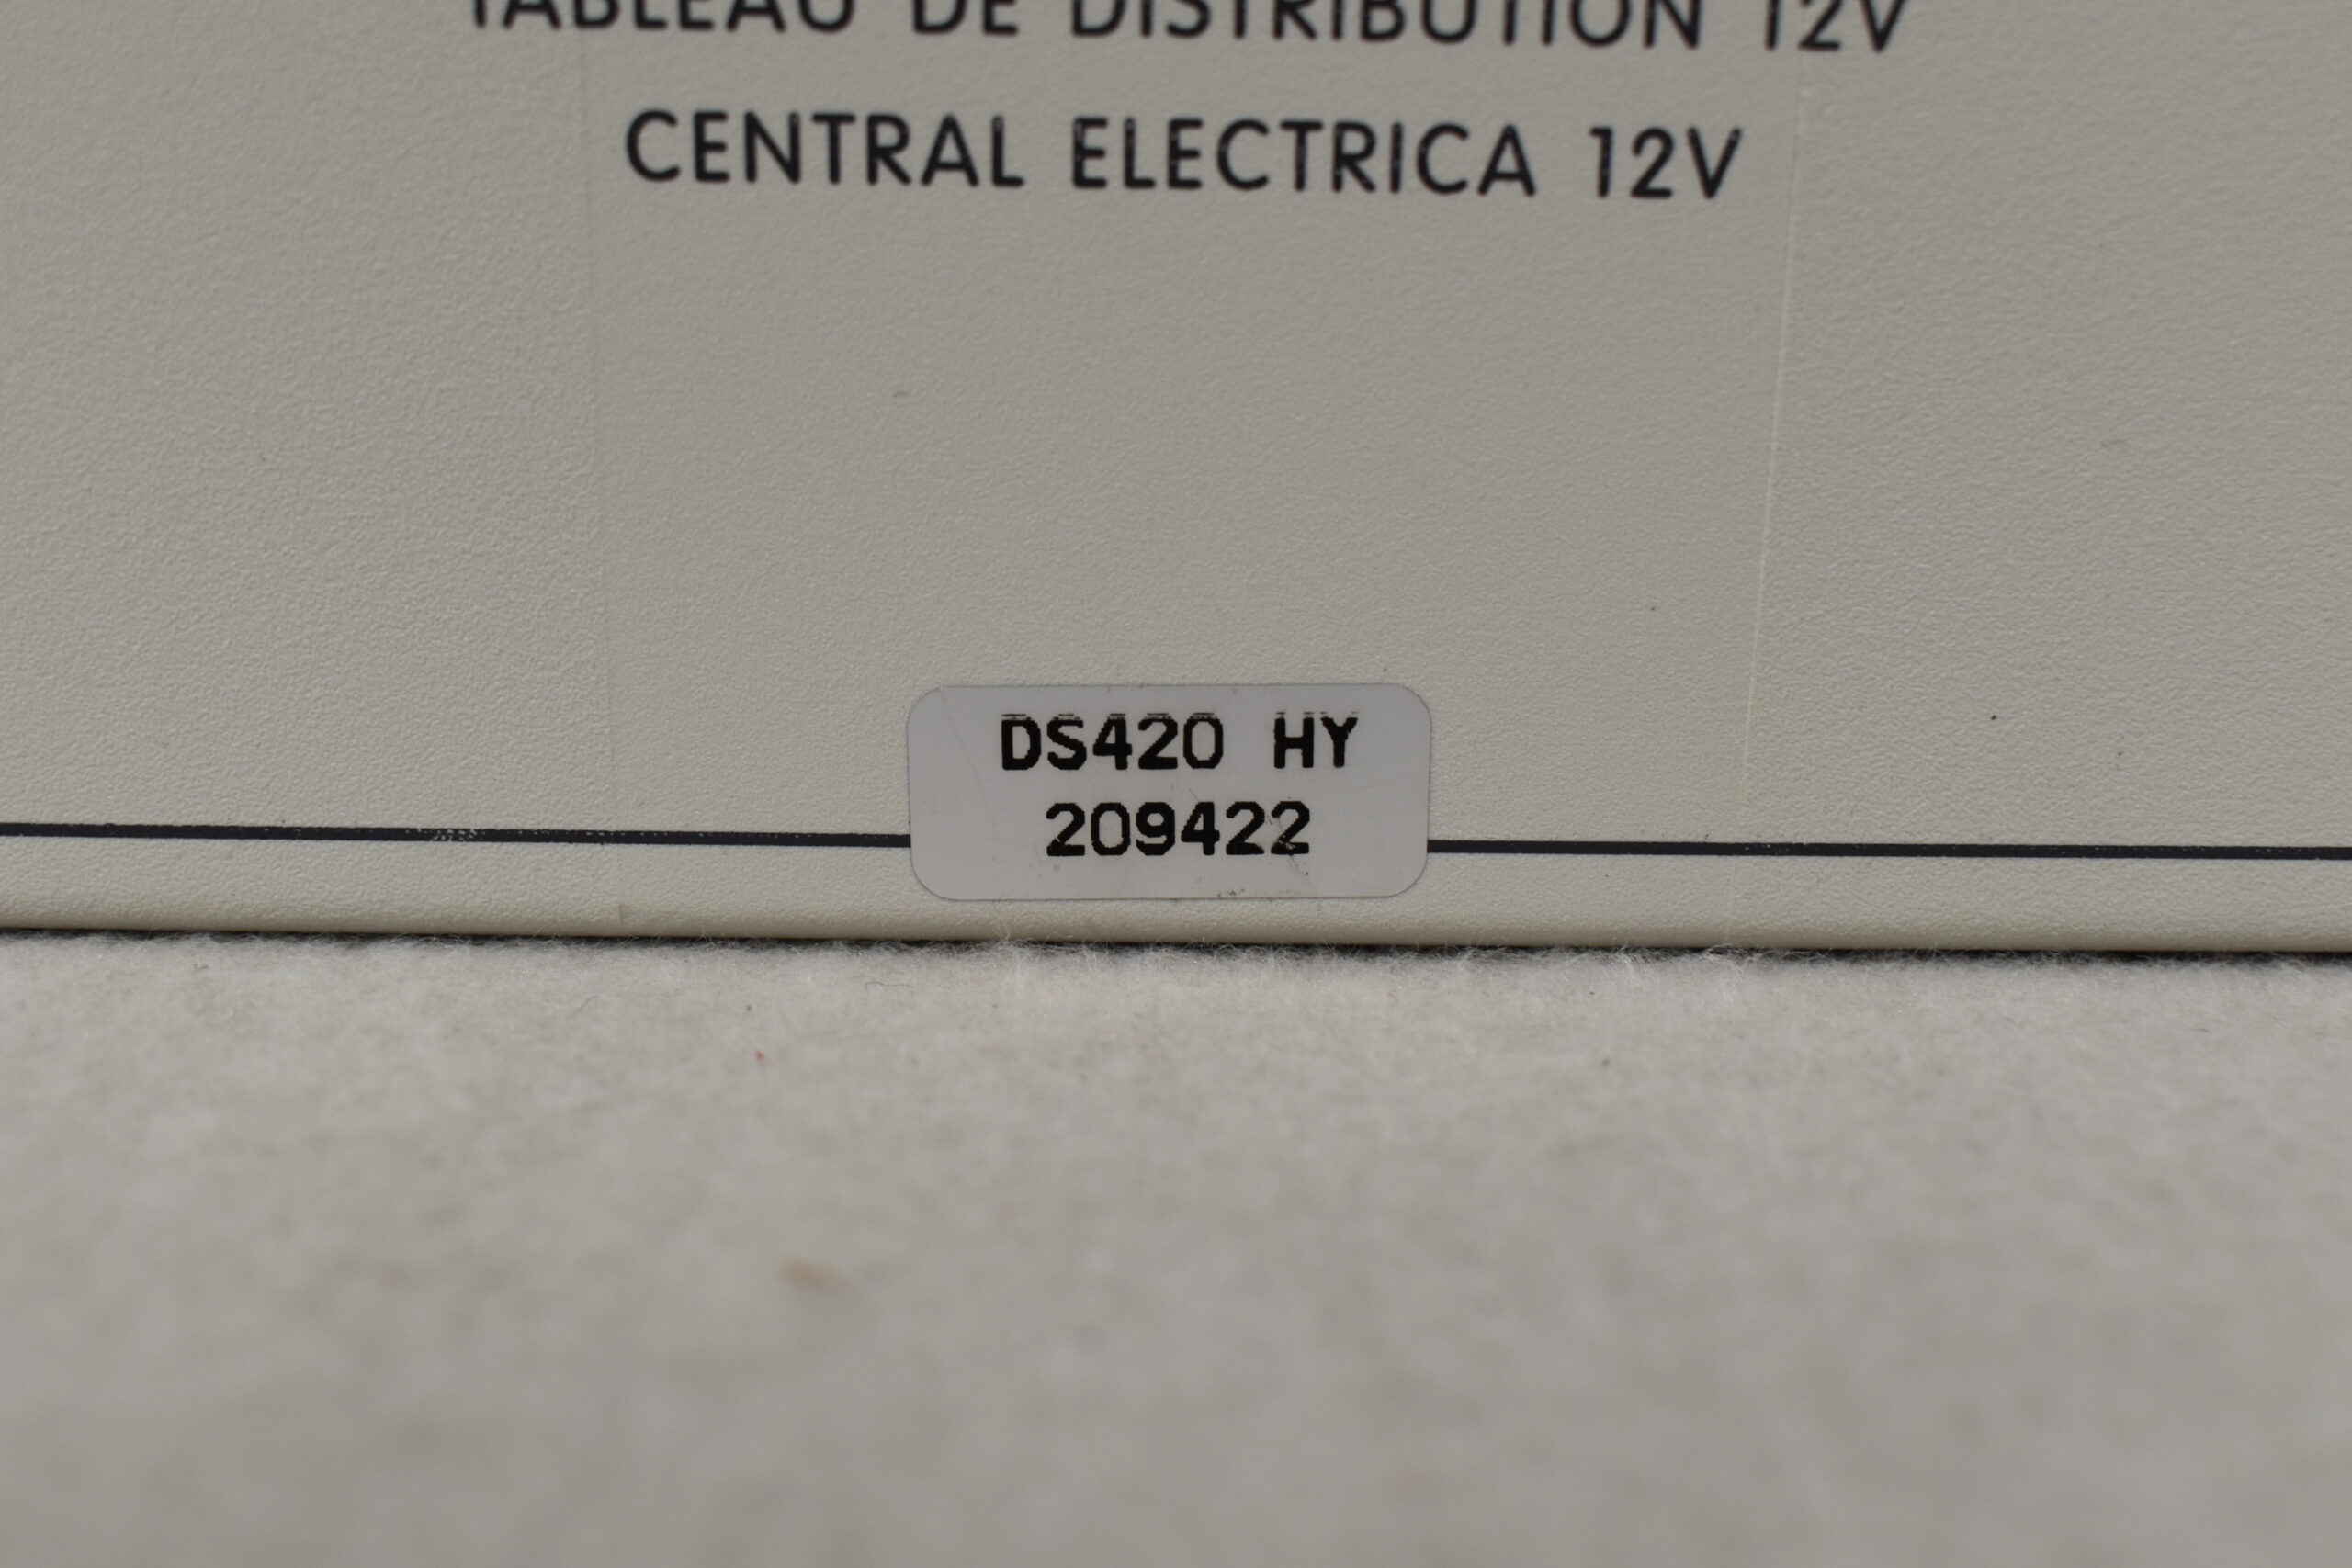 TABLEAU DE DISTRIBUTION 12V
CENTRAL ELECTRICA 12V
DS420 HY
209422